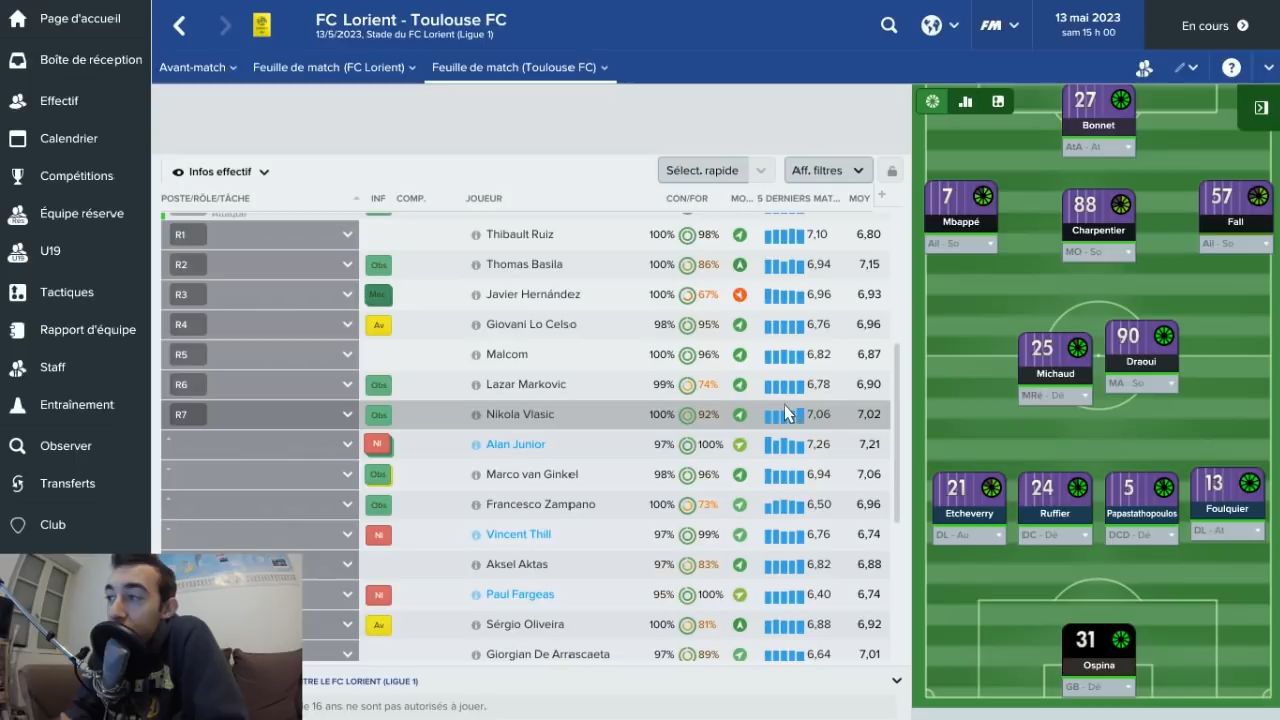 Page d'accueil
Boîte de réception
Effectif
Calendrier
Compétitions
Équipe réserve
U19
Tactiques
Rapport d'équipe
Staff
Entraînement
Observer
Transferts
Club
FC Lorient - Toulouse FC
13/5/2023, Stade du FC Lorient (Ligue 1)
FM
13 mai 2023
sam 15 h 00
En cours
Avant-match
Feuille de match (FC Lorient)
Feuille de match (Toulouse FC)
?
Infos effectif
Sélect. rapide
Aff. filtres
POSTE/RÔLE/TÂCHE INF COMP. JOUEUR CON/FOR MO... 5 DERNIERS MAT... MOY
R1 Thibault Ruiz 100% 98% 7,10 6,80
R2 Obs Thomas Basila 100% 86% 6,94 7,15
R3 Javier Hernández 100% 67% 6,96 6,93
R4 Av Giovani Lo Celso 98% 95% 6,76 6,96
R5 Malcom 100% 96% 6,82 6,87
R6 Obs Lazar Markovic 99% 74% 6,78 6,90
R7 Obs Nikola Vlasic 100% 92% 7,06 7,02
- NI Alan Junior 97% 100% 7,26 7,21
- Obs Marco van Ginkel 98% 96% 6,94 7,06
- Obs Francesco Zampano 100% 73% 6,50 6,96
- NI Vincent Thill 97% 99% 6,76 6,74
Aksel Aktas 97% 83% 6,82 6,88
NI Paul Fargeas 95% 100% 6,40 6,74
Av Sérgio Oliveira 100% 81% 6,88 6,92
Giorgian De Arrascaeta 97% 89% 6,64 7,01
TRE LE FC LORIENT (LIGUE 1)
e 16 ans ne sont pas autorisés à jouer.
27
Bonnet
AtA - At
7
Mbappé
Ail - So
88
Charpentier
MO - So
57
Fall
Ail - So
25
Michaud
MRé - Dé
90
Draoui
MA - So
21
Etcheverry
DL - Au
24
Ruffier
DC - Dé
5
Papastathopoulos
DCD - Dé
13
Foulquier
DL - At
31
Ospina
GB - Dé